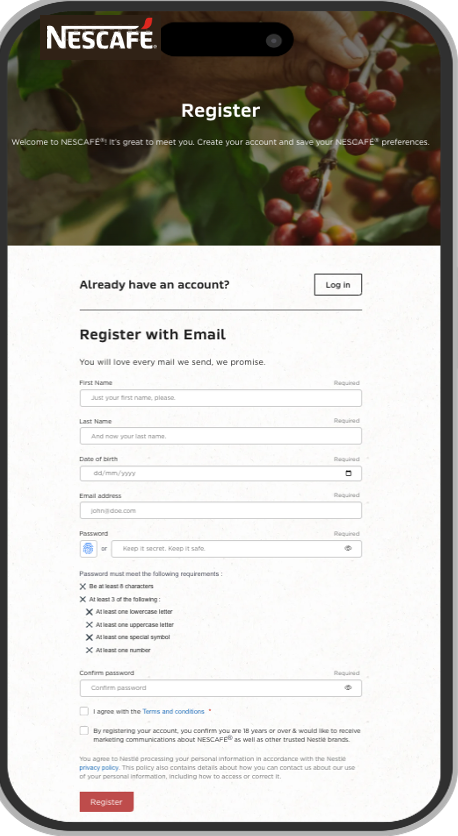 NESCAFÉ.
Register
Welcome to NESCAFÉ®! It's great to meet you. Create your account and save your NESCAFÉ® preferences.
Already have an account?
Log in
Register with Email
You will love every mail we send, we promise.
First Name Required
Just your first name, please.
Last Name Required
And now your last name.
Date of birth Required
dd/mm/yyyy
Email address Required
john@doe.com
Password Required
or Keep it secret. Keep it safe.
Password must meet the following requirements :
Be at least 8 characters
At least 3 of the following :
At least one lowercase letter
At least one uppercase letter
At least one special symbol
At least one number
Confirm password Required
Confirm password
I agree with the Terms and conditions *
By registering your account, you confirm you are 18 years or over & would like to receive
marketing communications about NESCAFÉ® as well as other trusted Nestlé brands.
You agree to Nestlé processing your personal information in accordance with the Nestlé
privacy policy. This policy also contains details about how you can contact us about our use
of your personal information, including how to access or correct it.
Register